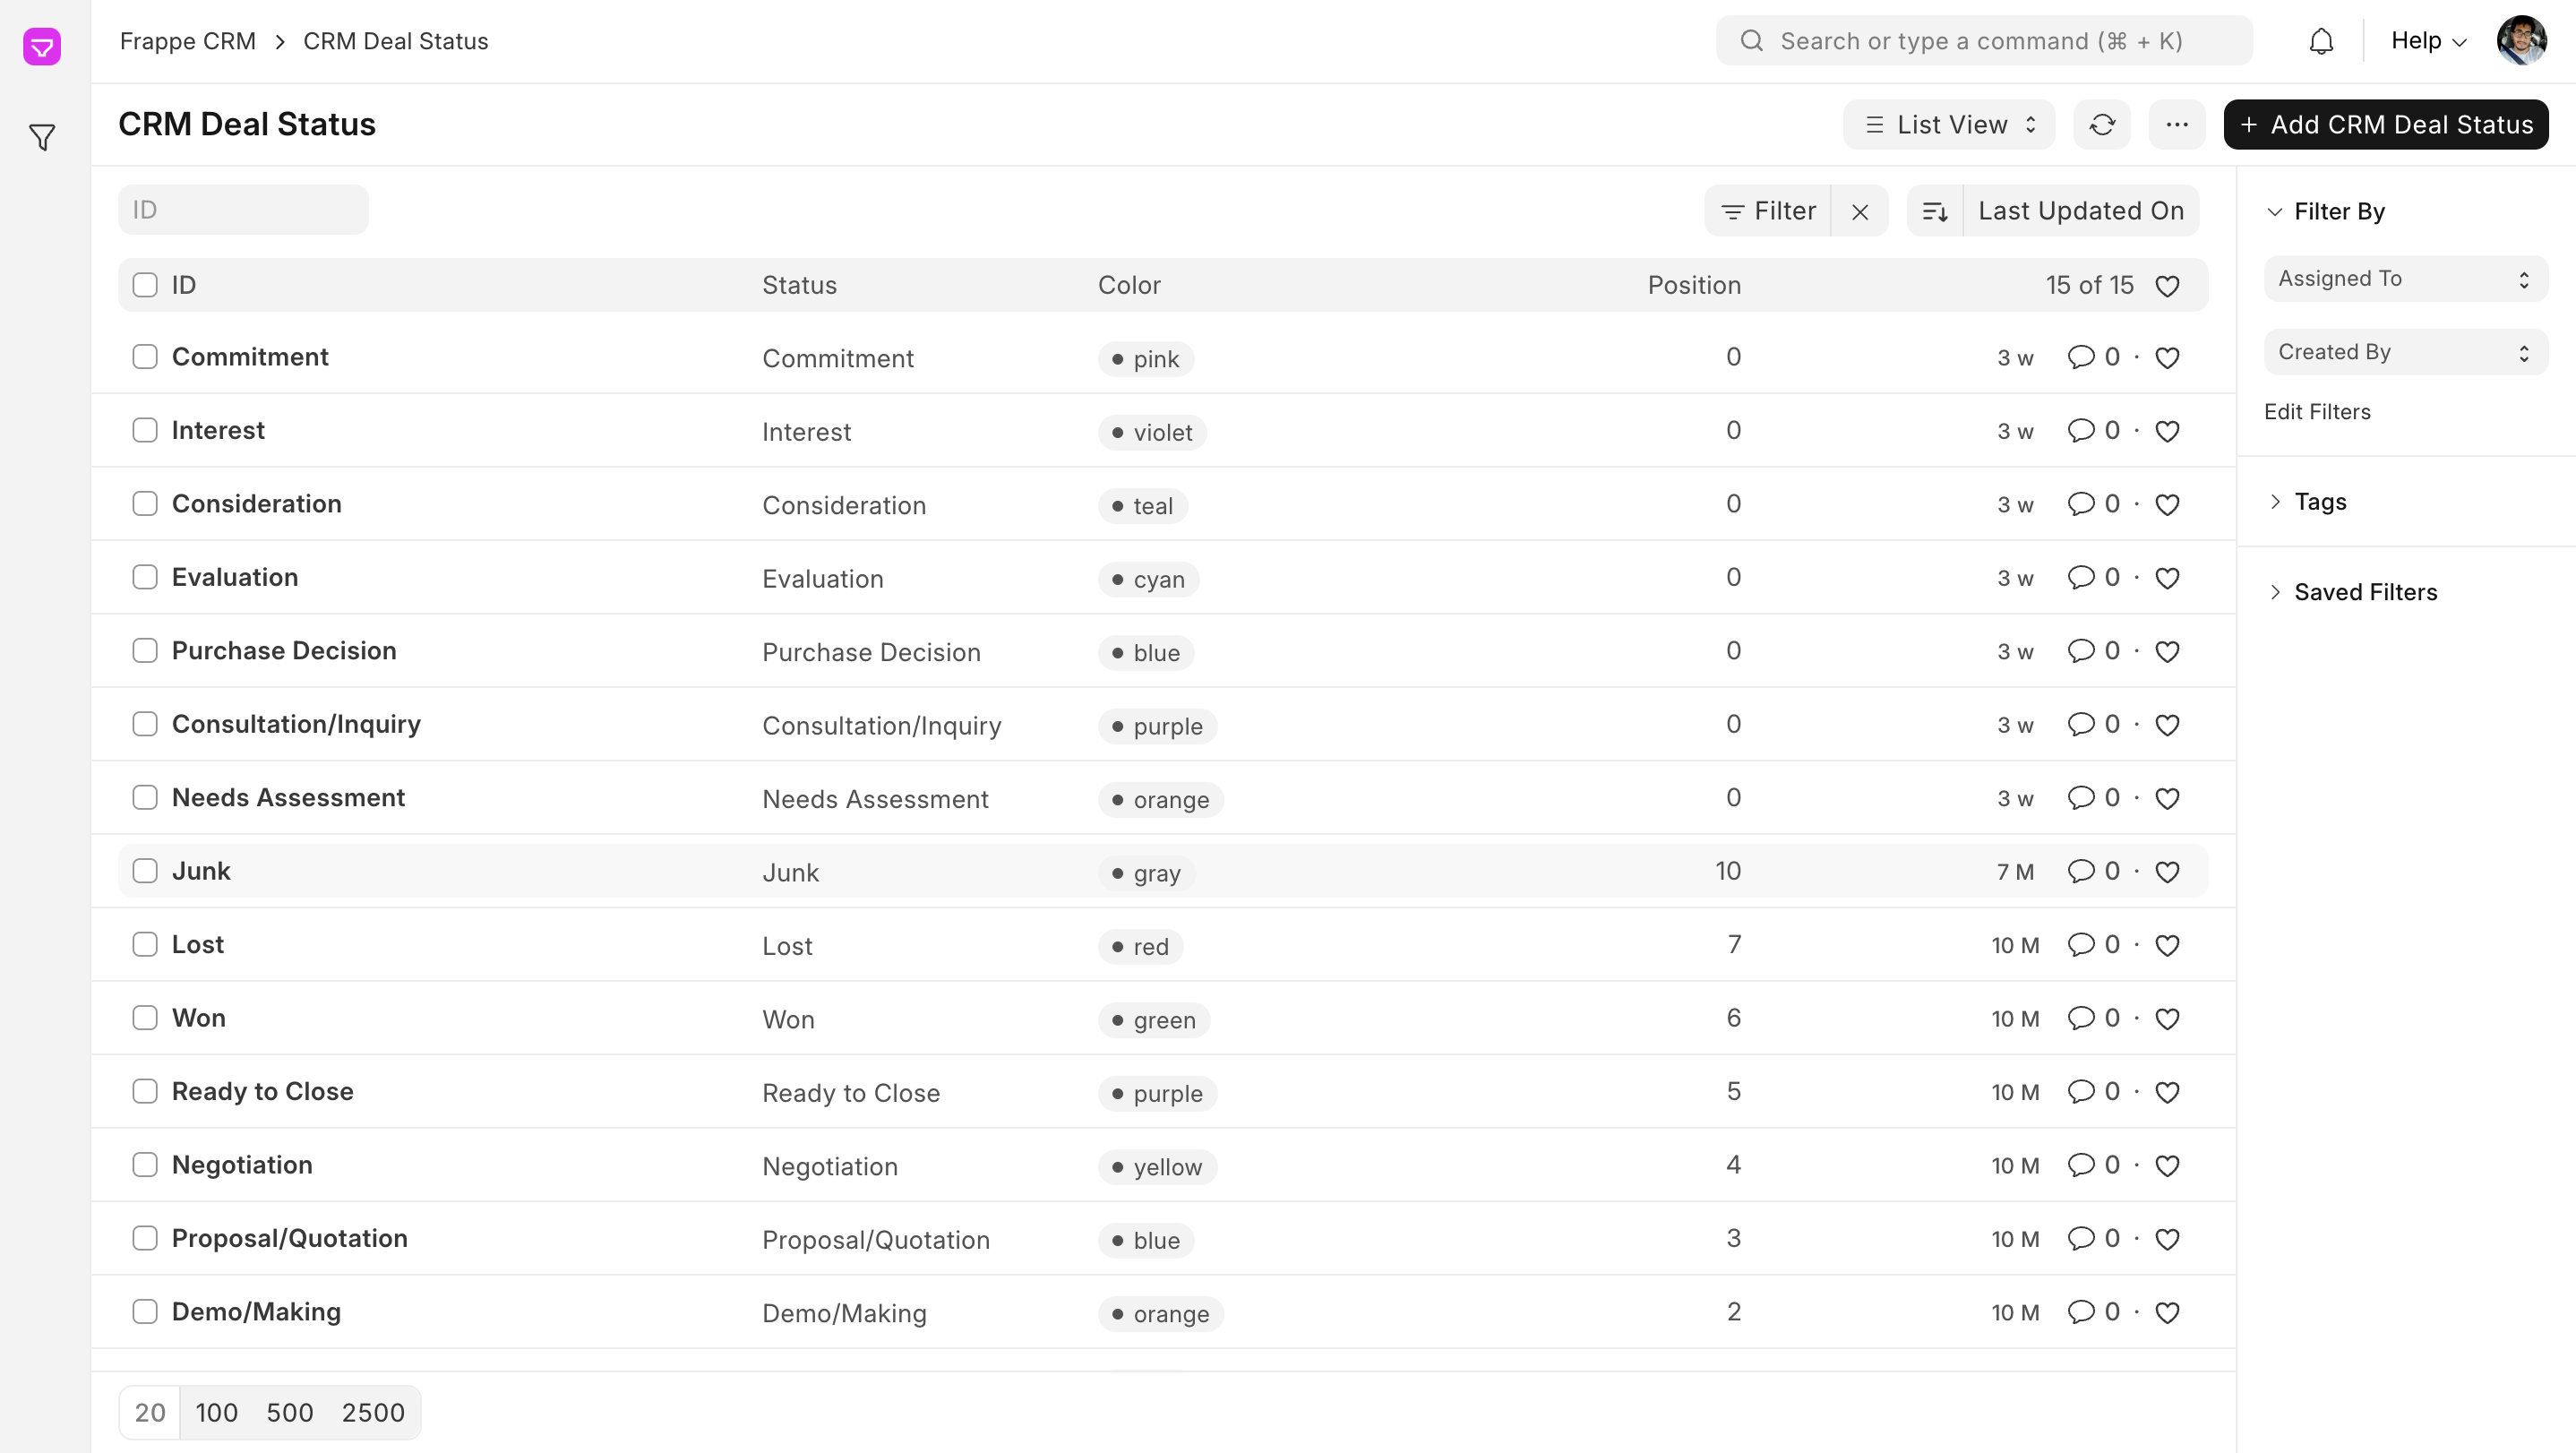 Frappe CRM > CRM Deal Status
Search or type a command (⌘ + K)
Help
CRM Deal Status
List View
···
+ Add CRM Deal Status
ID
Filter
Last Updated On
Filter By
Assigned To
Created By
Edit Filters
Tags
Saved Filters
ID Status Color Position 15 of 15
Commitment Commitment pink 0 3 w 0 ·
Interest Interest violet 0 3 w 0 ·
Consideration Consideration teal 0 3 w 0 ·
Evaluation Evaluation cyan 0 3 w 0 ·
Purchase Decision Purchase Decision blue 0 3 w 0 ·
Consultation/Inquiry Consultation/Inquiry purple 0 3 w 0 ·
Needs Assessment Needs Assessment orange 0 3 w 0 ·
Junk Junk gray 10 7 M 0 ·
Lost Lost red 7 10 M 0 ·
Won Won green 6 10 M 0 ·
Ready to Close Ready to Close purple 5 10 M 0 ·
Negotiation Negotiation yellow 4 10 M 0 ·
Proposal/Quotation Proposal/Quotation blue 3 10 M 0 ·
Demo/Making Demo/Making orange 2 10 M 0 ·
20 100 500 2500